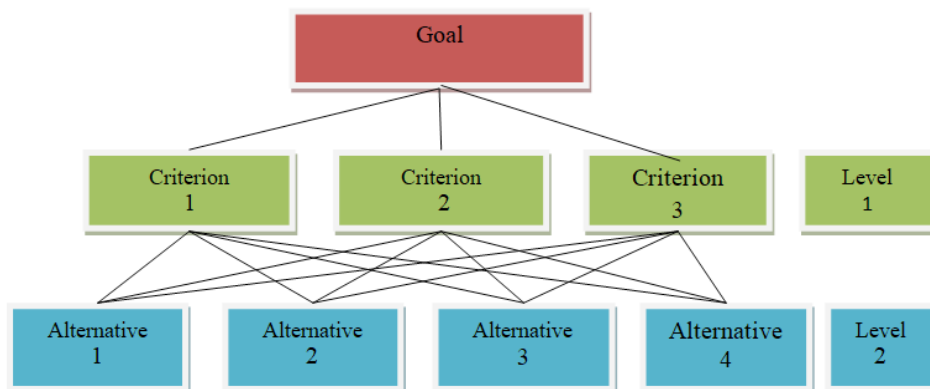 Goal
Criterion
1
Criterion
2
Criterion
3
Level
1
Alternative
1
Alternative
2
Alternative
3
Alternative
4
Level
2